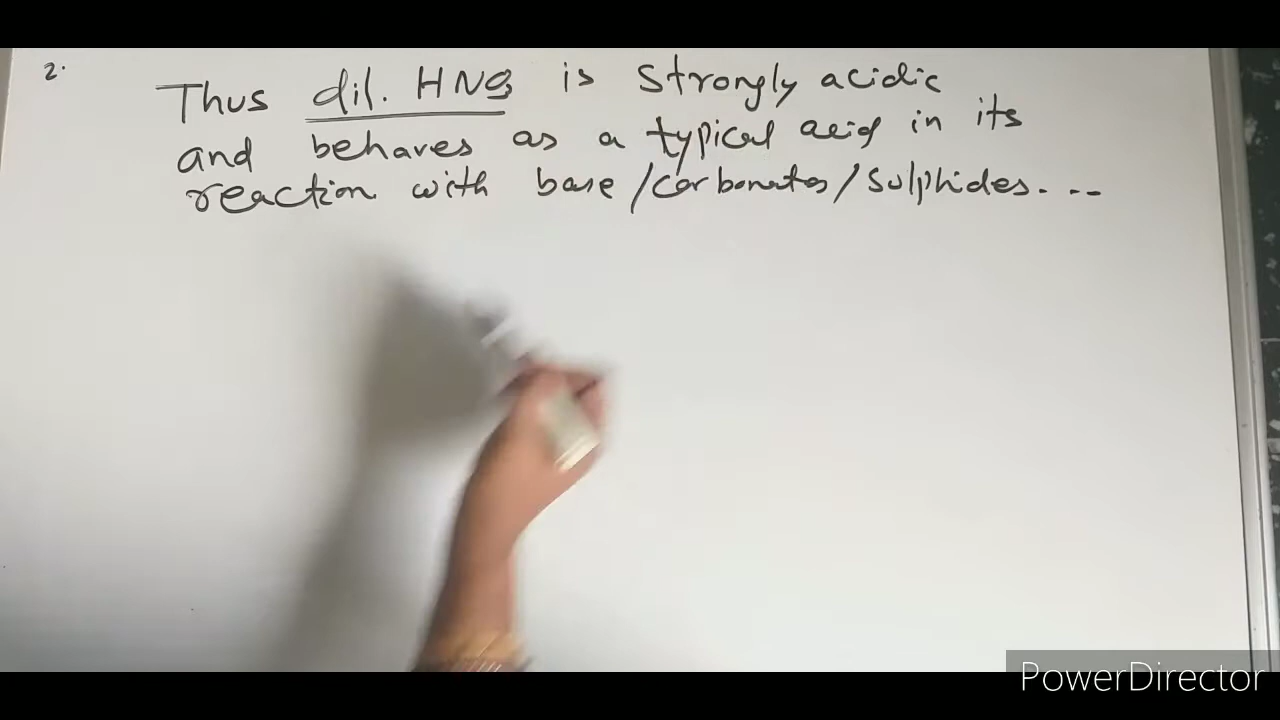 2.
Thus dil. HNO3 is strongly acidic
and behaves as a typical acid in its
reaction with base/carbonates/sulphides. --
PowerDirector